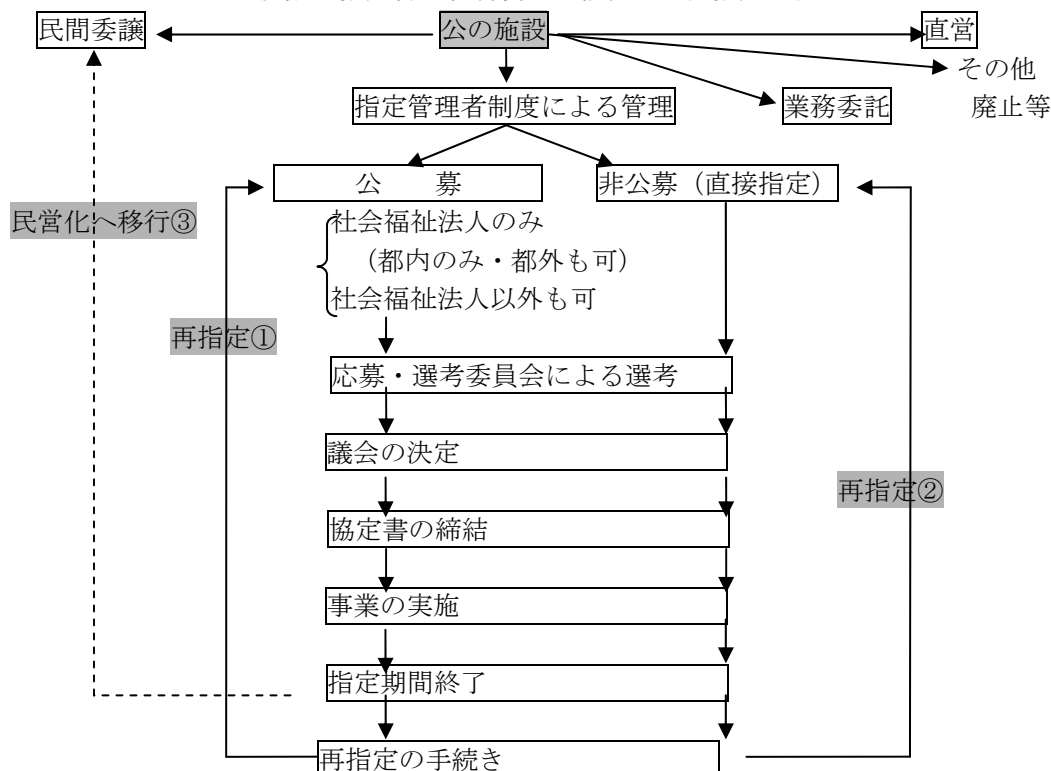 民間委譲
公の施設
直営
その他
廃止等
指定管理者制度による管理
業務委託
公　募
非公募（直接指定）
民営化へ移行③
社会福祉法人のみ
（都内のみ・都外も可）
社会福祉法人以外も可
再指定①
応募・選考委員会による選考
議会の決定
再指定②
協定書の締結
事業の実施
指定期間終了
再指定の手続き